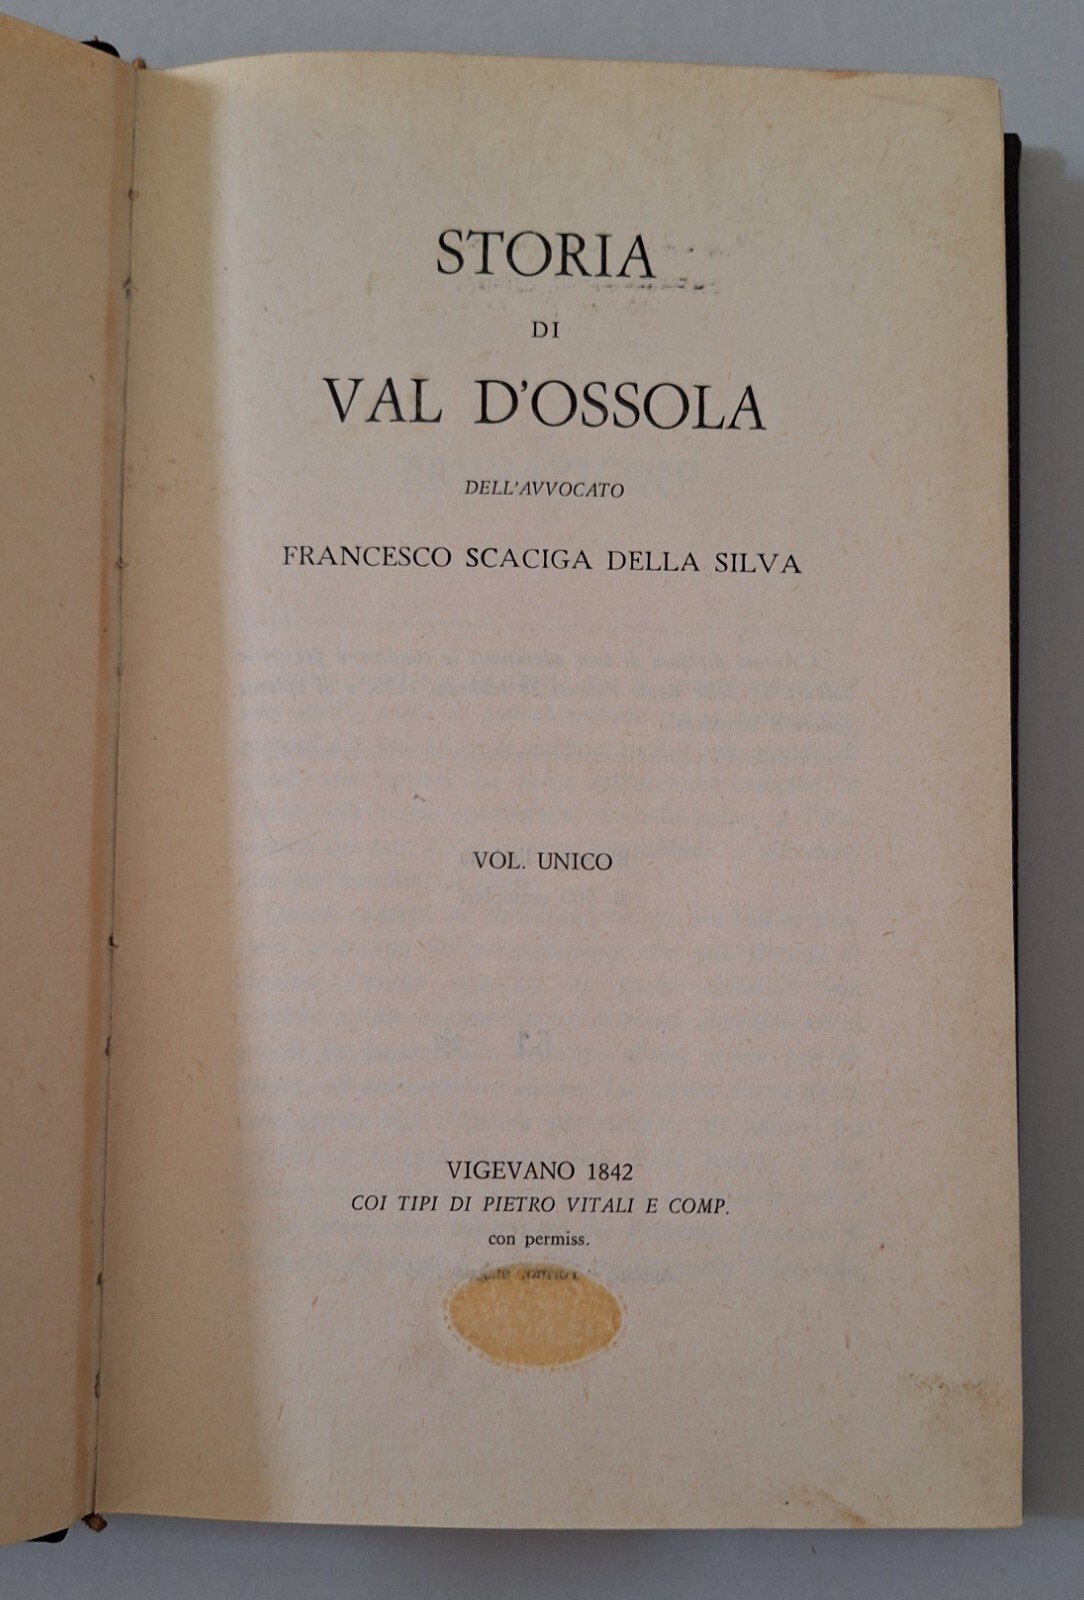 STORIA
DI
VAL D'OSSOLA
DELL'AVVOCATO
FRANCESCO SCACIGA DELLA SILVA
VOL. UNICO
VIGEVANO 1842
COI TIPI DI PIETRO VITALI E COMP.
con permiss.